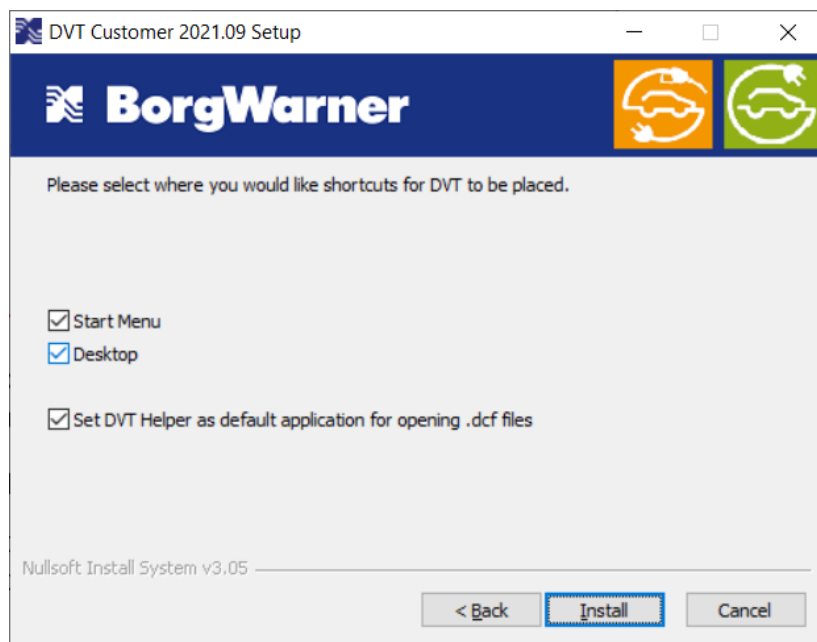 DVT Customer 2021.09 Setup
BorgWarner
Please select where you would like shortcuts for DVT to be placed.
Start Menu
Desktop
Set DVT Helper as default application for opening .dcf files
Nullsoft Install System v3.05
< Back Install Cancel